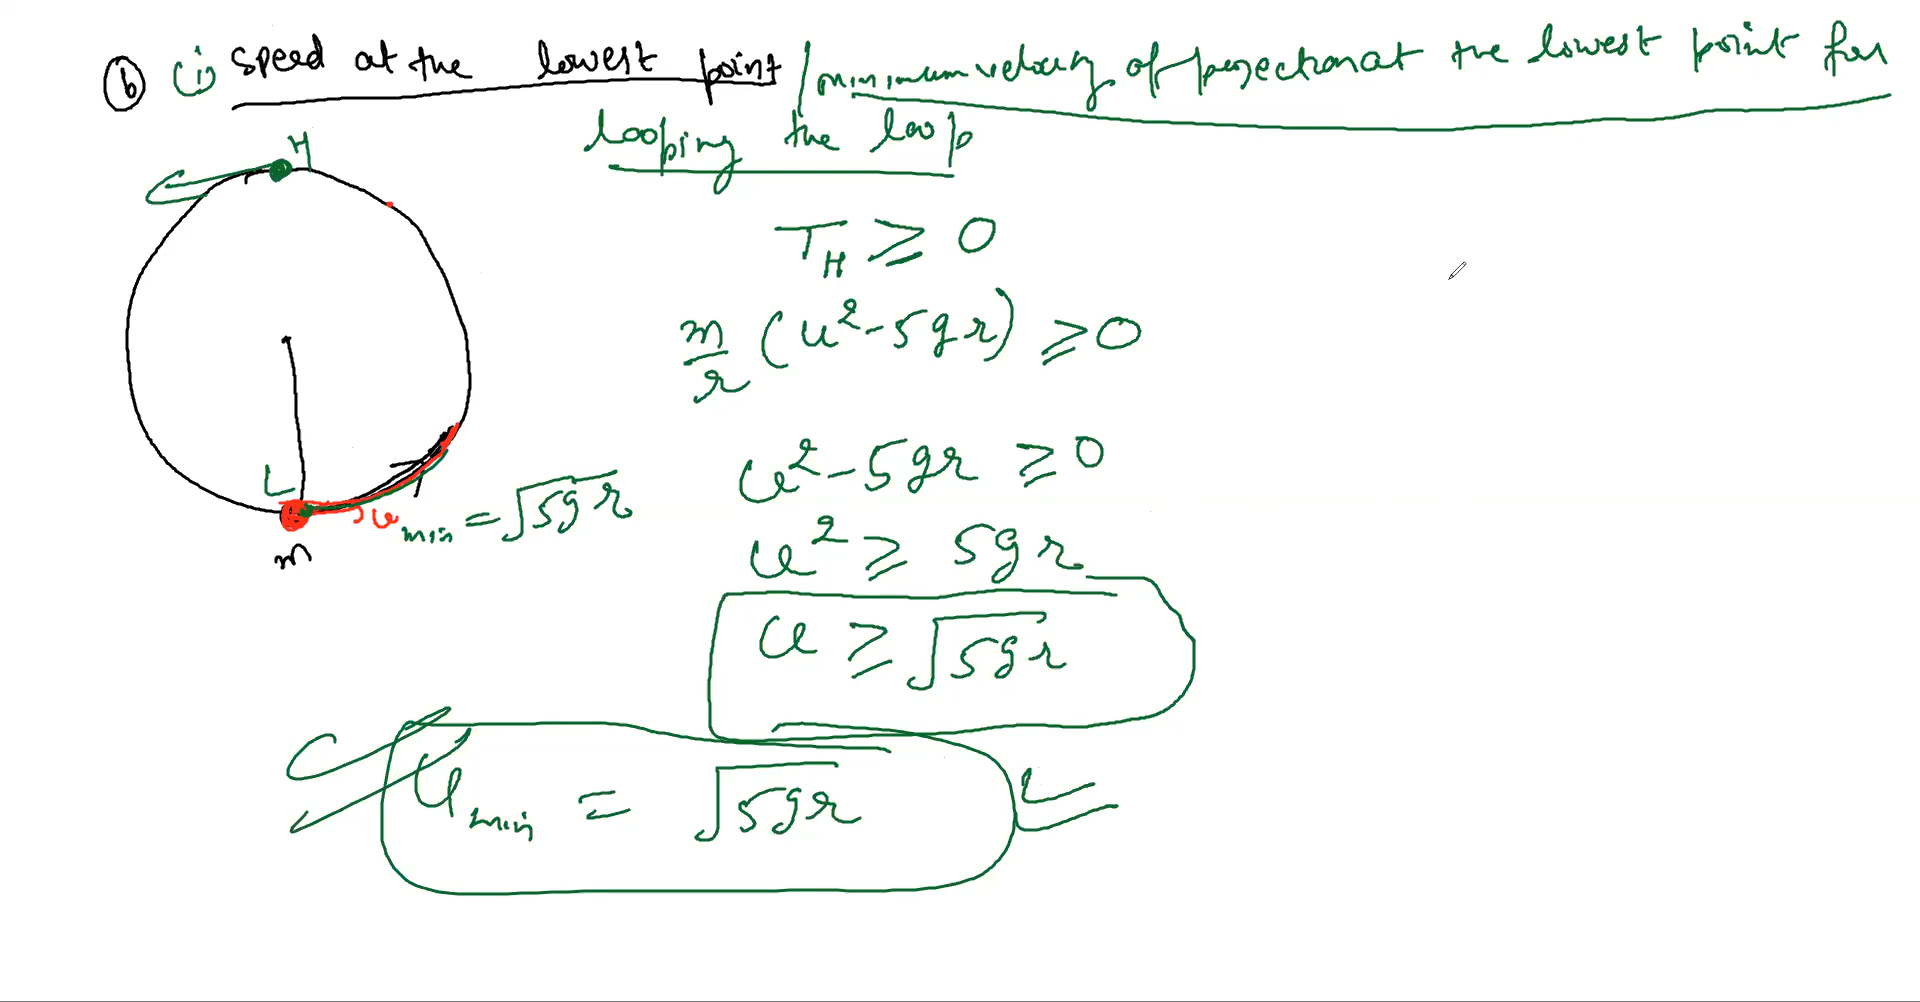 (b) (i) speed at the lowest point / minimum velocity of projection at the lowest point for
looping the loop
H
T_H ≥ 0
m/r (u² - 5gr) ≥ 0
u² - 5gr ≥ 0
L
u_min = √5gr
m
u² ≥ 5gr
u ≥ √5gr
u_min = √5gr